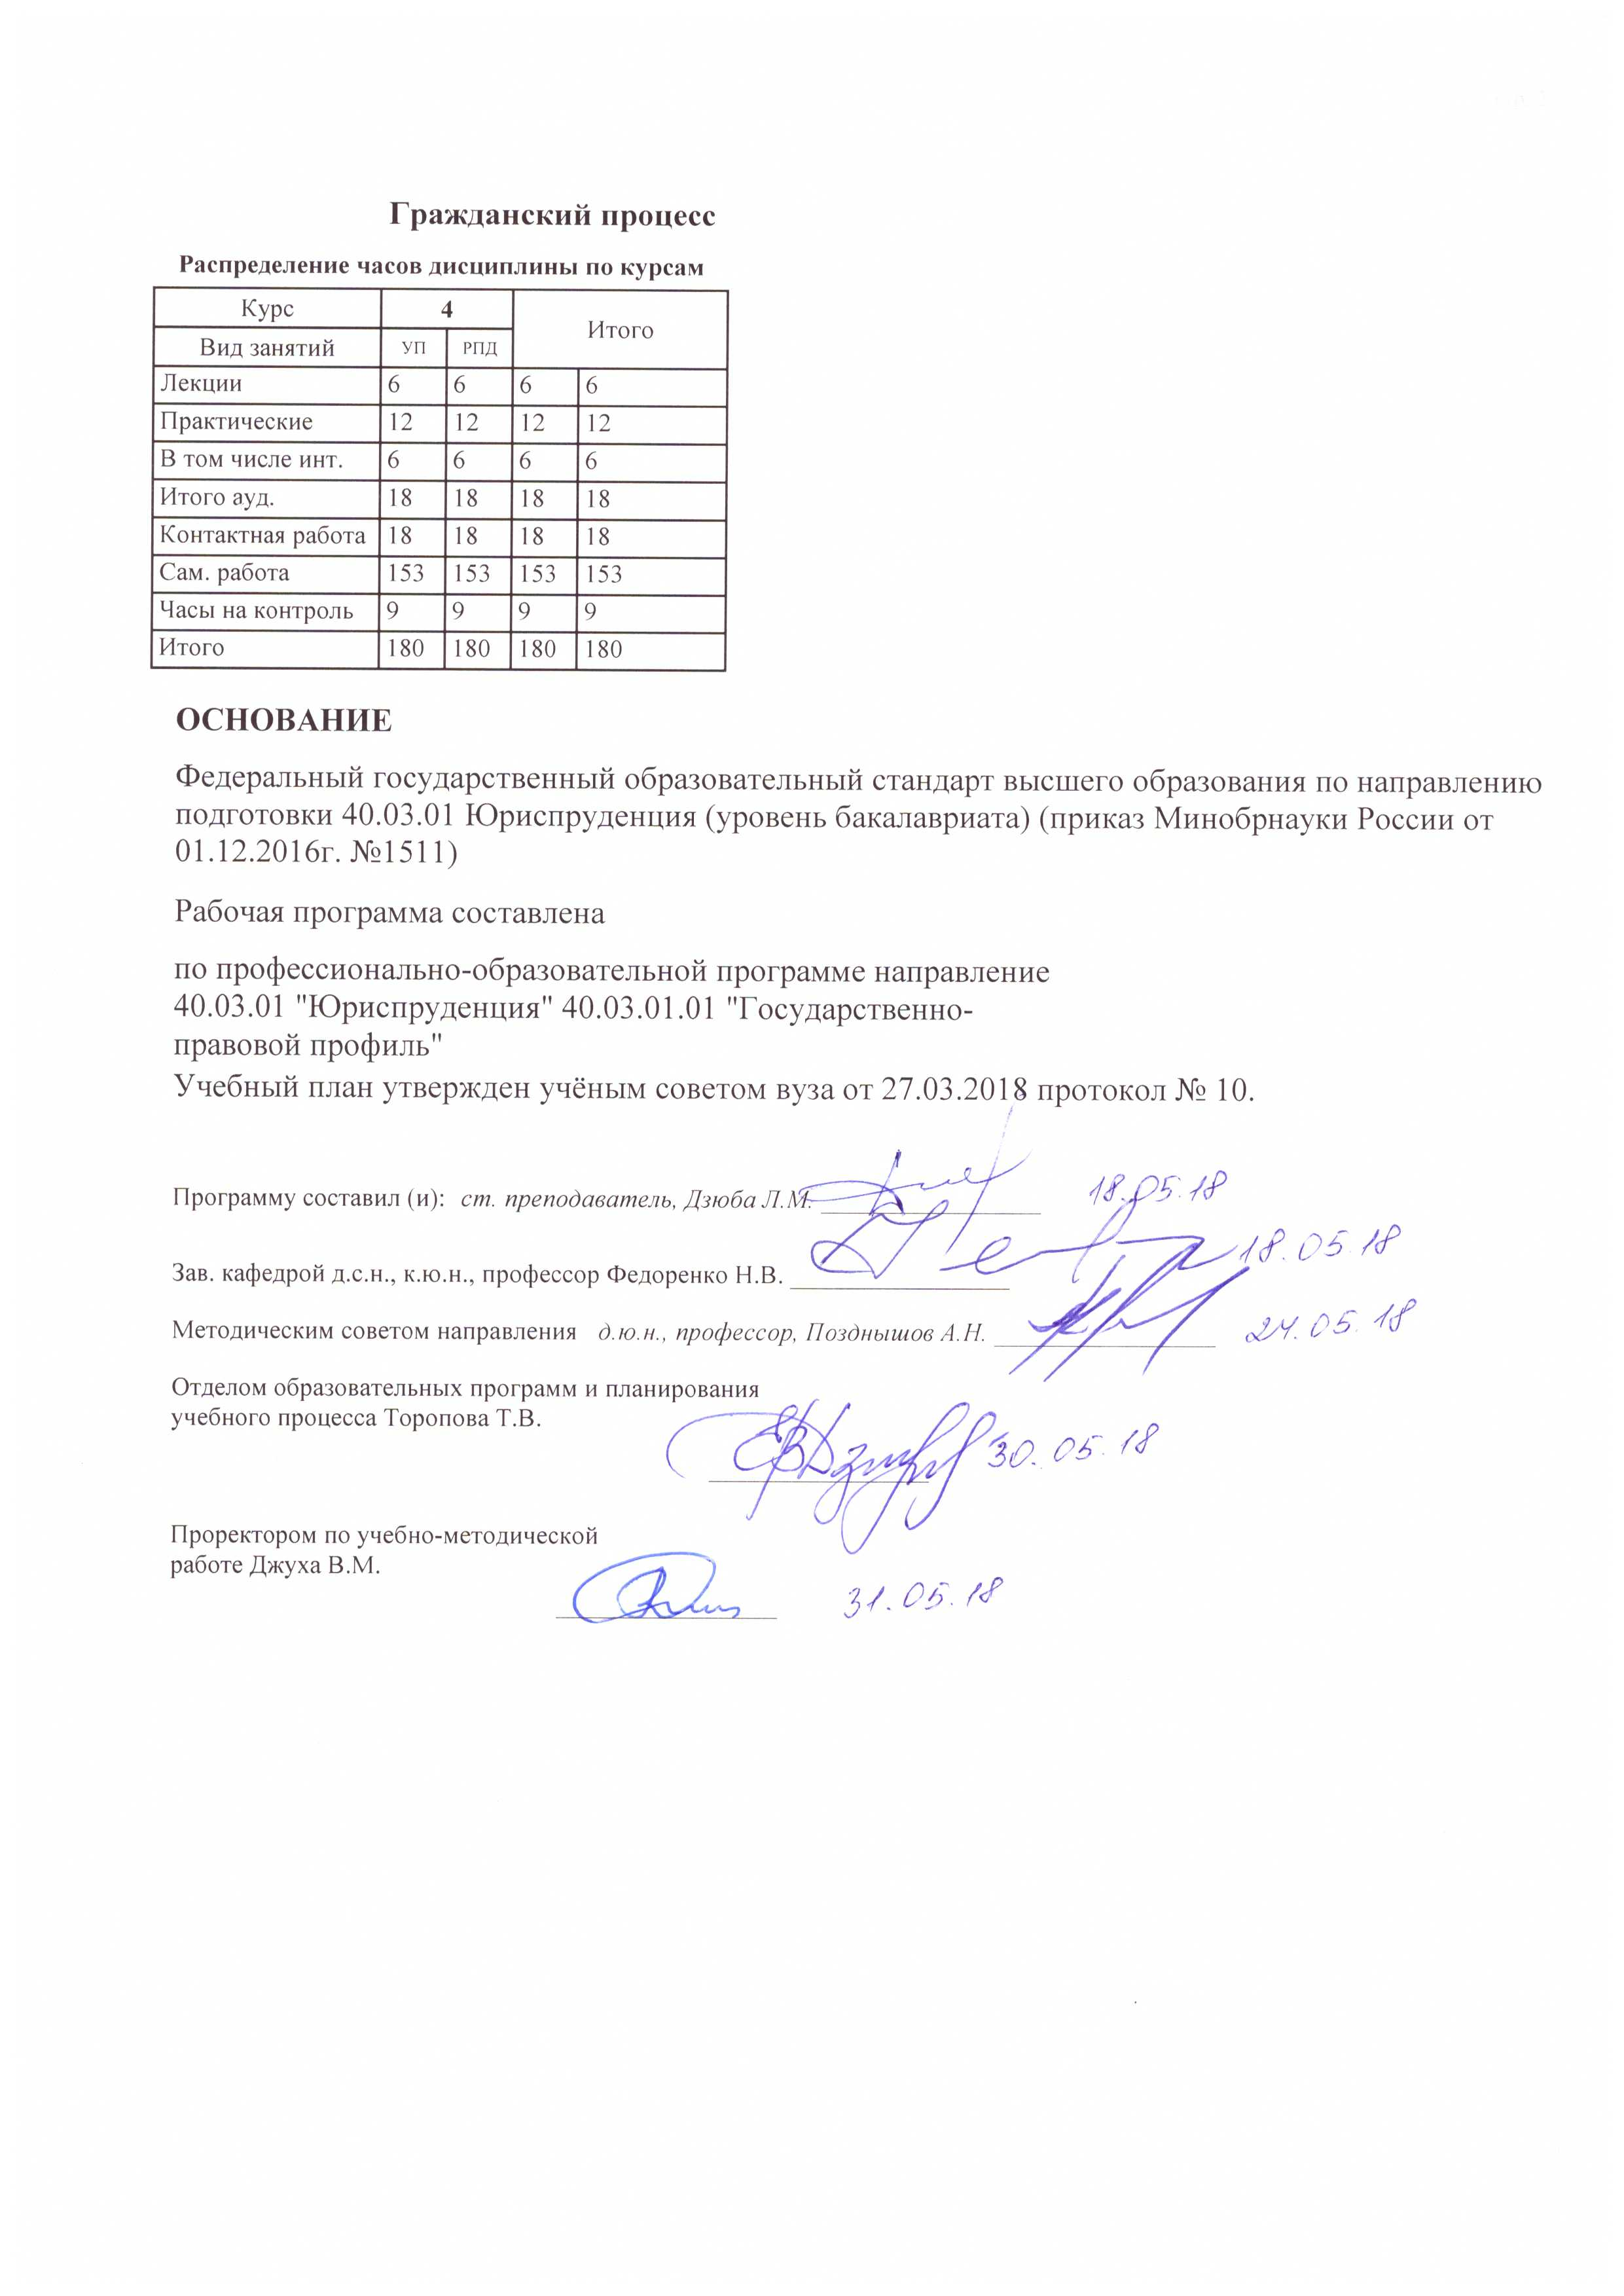 Гражданский процесс
Распределение часов дисциплины по курсам
Курс 4 Итого
Вид занятий УП РПД
Лекции 6 6 6 6
Практические 12 12 12 12
В том числе инт. 6 6 6 6
Итого ауд. 18 18 18 18
Контактная работа 18 18 18 18
Сам. работа 153 153 153 153
Часы на контроль 9 9 9 9
Итого 180 180 180 180
ОСНОВАНИЕ
Федеральный государственный образовательный стандарт высшего образования по направлению
подготовки 40.03.01 Юриспруденция (уровень бакалавриата) (приказ Минобрнауки России от
01.12.2016г. №1511)
Рабочая программа составлена
по профессионально-образовательной программе направление
40.03.01 "Юриспруденция" 40.03.01.01 "Государственно-
правовой профиль"
Учебный план утвержден учёным советом вуза от 27.03.2018 протокол № 10.
Программу составил (и): ст. преподаватель, Дзюба Л.М. 18.05.18
Зав. кафедрой д.с.н., к.ю.н., профессор Федоренко Н.В. 18.05.18
Методическим советом направления д.ю.н., профессор, Позднышов А.Н. 24.05.18
Отделом образовательных программ и планирования
учебного процесса Торопова Т.В.
30.05.18
Проректором по учебно-методической
работе Джуха В.М.
31.05.18